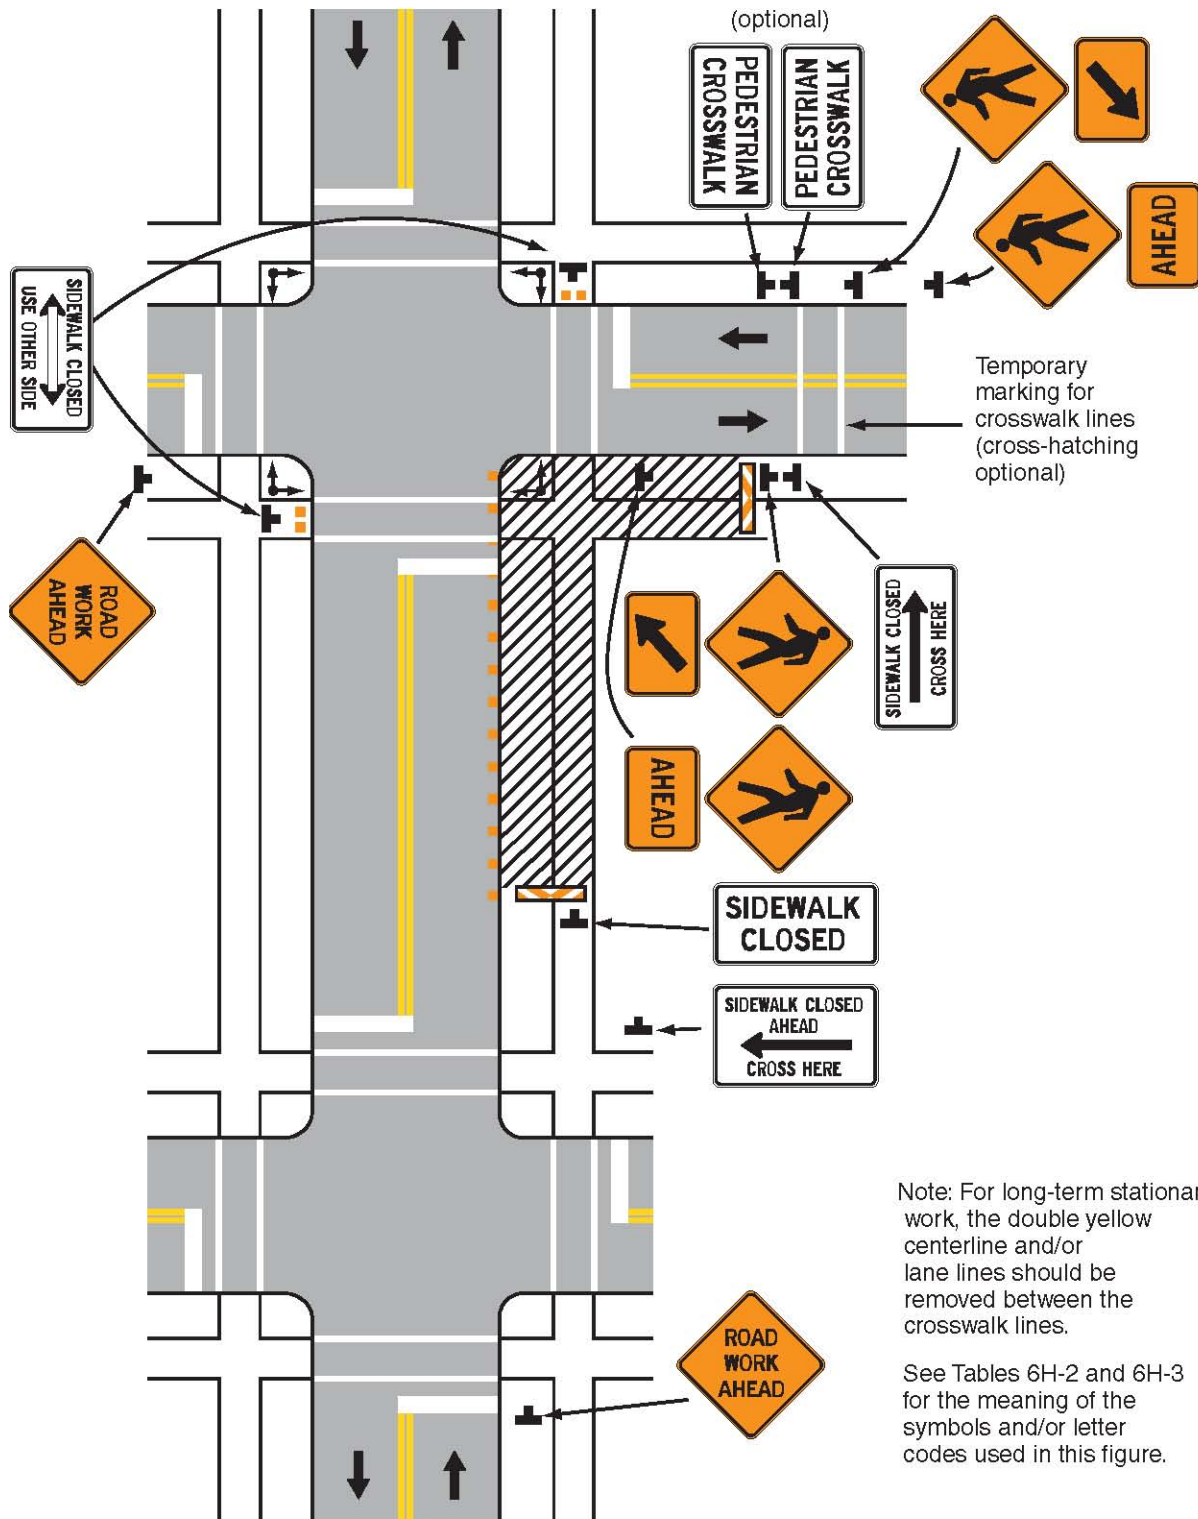 (optional)
PEDESTRIAN
CROSSWALK
PEDESTRIAN
CROSSWALK
AHEAD
SIDEWALK CLOSED
USE OTHER SIDE
Temporary
marking for
crosswalk lines
(cross-hatching
optional)
ROAD
WORK
AHEAD
SIDEWALK CLOSED
CROSS HERE
AHEAD
SIDEWALK
CLOSED
SIDEWALK CLOSED
AHEAD
CROSS HERE
Note: For long-term stationar
work, the double yellow
centerline and/or
lane lines should be
removed between the
crosswalk lines.
ROAD
WORK
AHEAD
See Tables 6H-2 and 6H-3
for the meaning of the
symbols and/or letter
codes used in this figure.